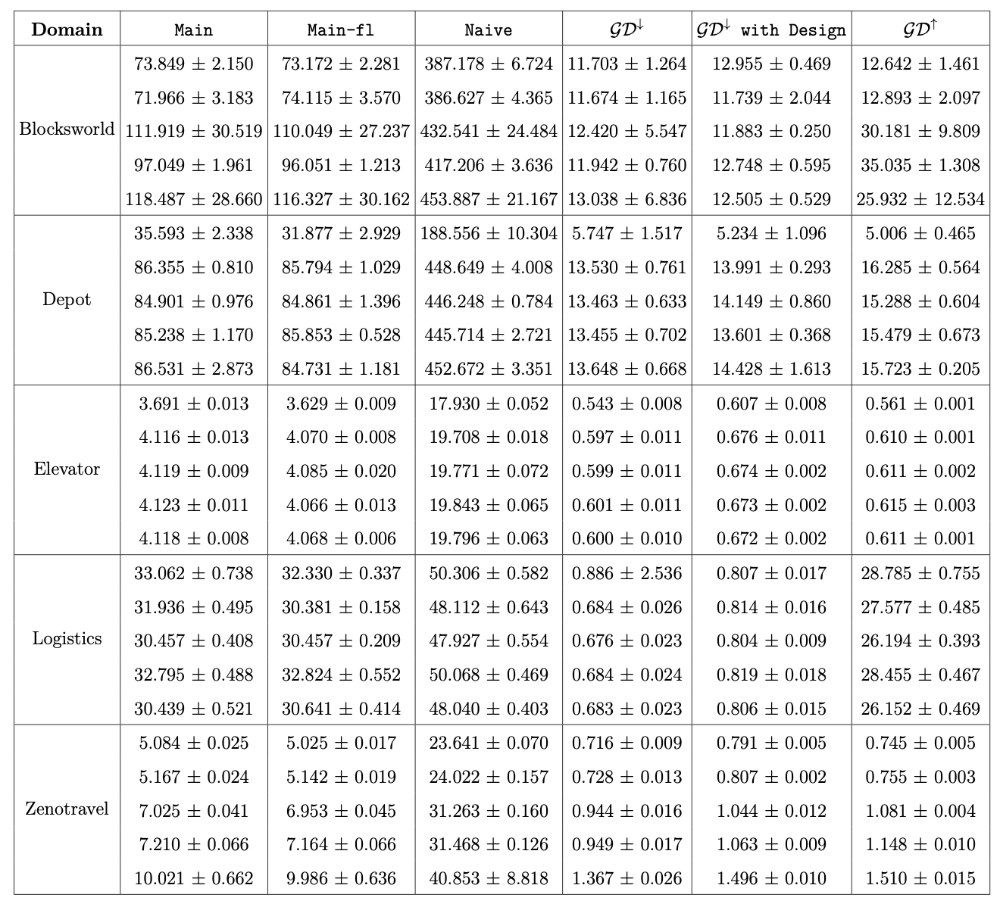 Domain Main Main-fl Naive 𝒢𝒟↓ 𝒢𝒟↓ with Design 𝒢𝒟↑
73.849 ± 2.150 73.172 ± 2.281 387.178 ± 6.724 11.703 ± 1.264 12.955 ± 0.469 12.642 ± 1.461
71.966 ± 3.183 74.115 ± 3.570 386.627 ± 4.365 11.674 ± 1.165 11.739 ± 2.044 12.893 ± 2.097
Blocksworld 111.919 ± 30.519 110.049 ± 27.237 432.541 ± 24.484 12.420 ± 5.547 11.883 ± 0.250 30.181 ± 9.809
97.049 ± 1.961 96.051 ± 1.213 417.206 ± 3.636 11.942 ± 0.760 12.748 ± 0.595 35.035 ± 1.308
118.487 ± 28.660 116.327 ± 30.162 453.887 ± 21.167 13.038 ± 6.836 12.505 ± 0.529 25.932 ± 12.534
35.593 ± 2.338 31.877 ± 2.929 188.556 ± 10.304 5.747 ± 1.517 5.234 ± 1.096 5.006 ± 0.465
86.355 ± 0.810 85.794 ± 1.029 448.649 ± 4.008 13.530 ± 0.761 13.991 ± 0.293 16.285 ± 0.564
Depot 84.901 ± 0.976 84.861 ± 1.396 446.248 ± 0.784 13.463 ± 0.633 14.149 ± 0.860 15.288 ± 0.604
85.238 ± 1.170 85.853 ± 0.528 445.714 ± 2.721 13.455 ± 0.702 13.601 ± 0.368 15.479 ± 0.673
86.531 ± 2.873 84.731 ± 1.181 452.672 ± 3.351 13.648 ± 0.668 14.428 ± 1.613 15.723 ± 0.205
3.691 ± 0.013 3.629 ± 0.009 17.930 ± 0.052 0.543 ± 0.008 0.607 ± 0.008 0.561 ± 0.001
4.116 ± 0.013 4.070 ± 0.008 19.708 ± 0.018 0.597 ± 0.011 0.676 ± 0.011 0.610 ± 0.001
Elevator 4.119 ± 0.009 4.085 ± 0.020 19.771 ± 0.072 0.599 ± 0.011 0.674 ± 0.002 0.611 ± 0.002
4.123 ± 0.011 4.066 ± 0.013 19.843 ± 0.065 0.601 ± 0.011 0.673 ± 0.002 0.615 ± 0.003
4.118 ± 0.008 4.068 ± 0.006 19.796 ± 0.063 0.600 ± 0.010 0.672 ± 0.002 0.611 ± 0.001
33.062 ± 0.738 32.330 ± 0.337 50.306 ± 0.582 0.886 ± 2.536 0.807 ± 0.017 28.785 ± 0.755
31.936 ± 0.495 30.381 ± 0.158 48.112 ± 0.643 0.684 ± 0.026 0.814 ± 0.016 27.577 ± 0.485
Logistics 30.457 ± 0.408 30.457 ± 0.209 47.927 ± 0.554 0.676 ± 0.023 0.804 ± 0.009 26.194 ± 0.393
32.795 ± 0.488 32.824 ± 0.552 50.068 ± 0.469 0.684 ± 0.024 0.819 ± 0.018 28.455 ± 0.467
30.439 ± 0.521 30.641 ± 0.414 48.040 ± 0.403 0.683 ± 0.023 0.806 ± 0.015 26.152 ± 0.469
5.084 ± 0.025 5.025 ± 0.017 23.641 ± 0.070 0.716 ± 0.009 0.791 ± 0.005 0.745 ± 0.005
5.167 ± 0.024 5.142 ± 0.019 24.022 ± 0.157 0.728 ± 0.013 0.807 ± 0.002 0.755 ± 0.003
Zenotravel 7.025 ± 0.041 6.953 ± 0.045 31.263 ± 0.160 0.944 ± 0.016 1.044 ± 0.012 1.081 ± 0.004
7.210 ± 0.066 7.164 ± 0.066 31.468 ± 0.126 0.949 ± 0.017 1.063 ± 0.009 1.148 ± 0.010
10.021 ± 0.662 9.986 ± 0.636 40.853 ± 8.818 1.367 ± 0.026 1.496 ± 0.010 1.510 ± 0.015